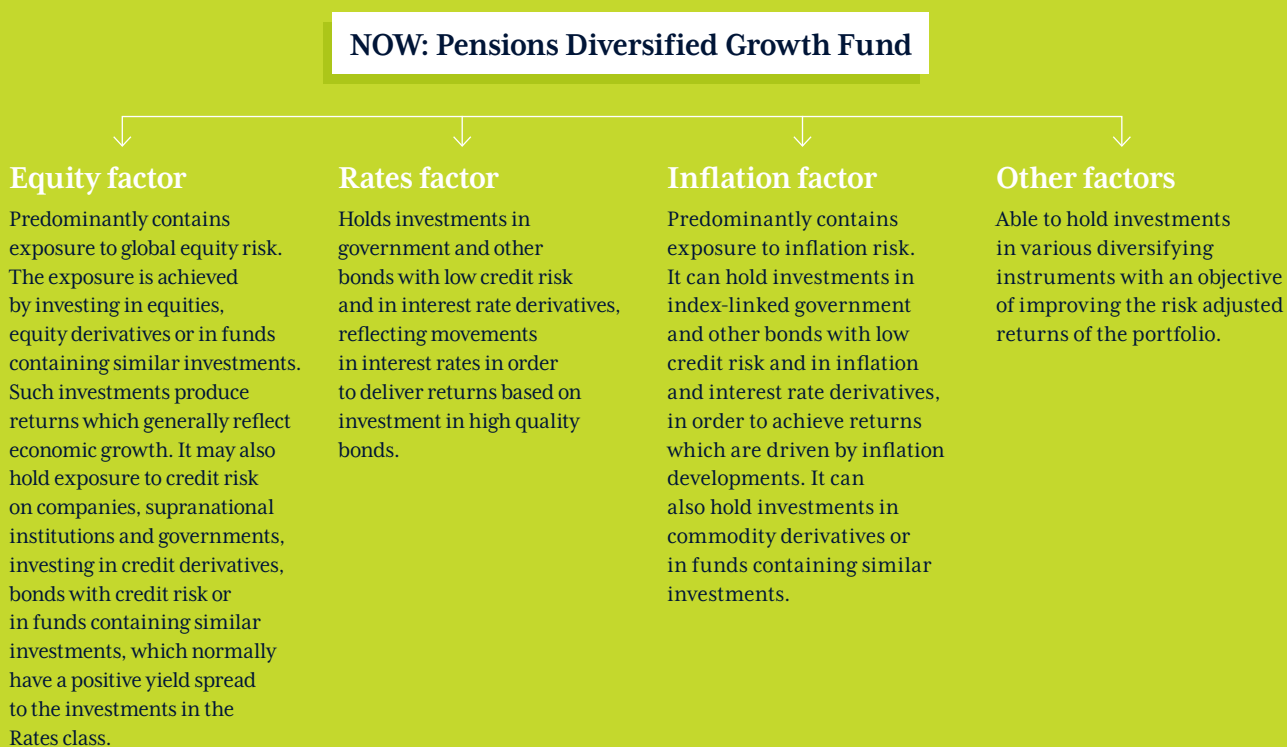 NOW: Pensions Diversified Growth Fund
Equity factor
Predominantly contains
exposure to global equity risk.
The exposure is achieved
by investing in equities,
equity derivatives or in funds
containing similar investments.
Such investments produce
returns which generally reflect
economic growth. It may also
hold exposure to credit risk
on companies, supranational
institutions and governments,
investing in credit derivatives,
bonds with credit risk or
in funds containing similar
investments, which normally
have a positive yield spread
to the investments in the
Rates class.
Rates factor
Holds investments in
government and other
bonds with low credit risk
and in interest rate derivatives,
reflecting movements
in interest rates in order
to deliver returns based on
investment in high quality
bonds.
Inflation factor
Predominantly contains
exposure to inflation risk.
It can hold investments in
index-linked government
and other bonds with low
credit risk and in inflation
and interest rate derivatives,
in order to achieve returns
which are driven by inflation
developments. It can
also hold investments in
commodity derivatives or
in funds containing similar
investments.
Other factors
Able to hold investments
in various diversifying
instruments with an objective
of improving the risk adjusted
returns of the portfolio.